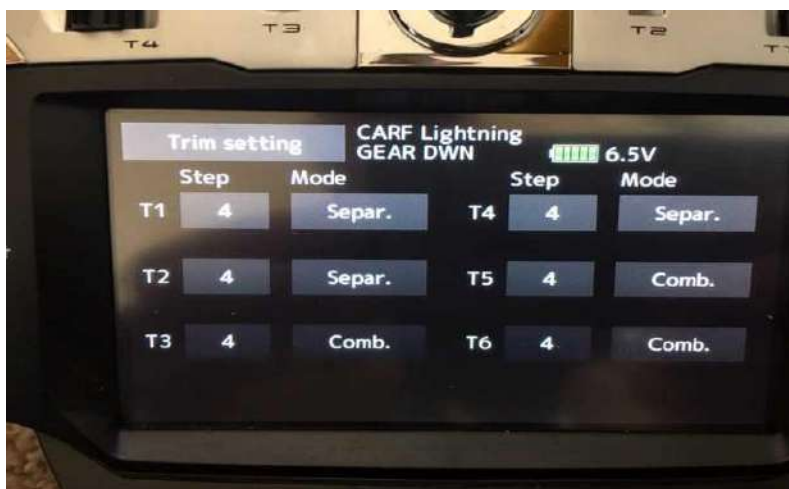 T4 T3 T2
Trim setting CARF Lightning
GEAR DWN 6.5V
Step Mode Step Mode
T1 4 Separ. T4 4 Separ.
T2 4 Separ. T5 4 Comb.
T3 4 Comb. T6 4 Comb.